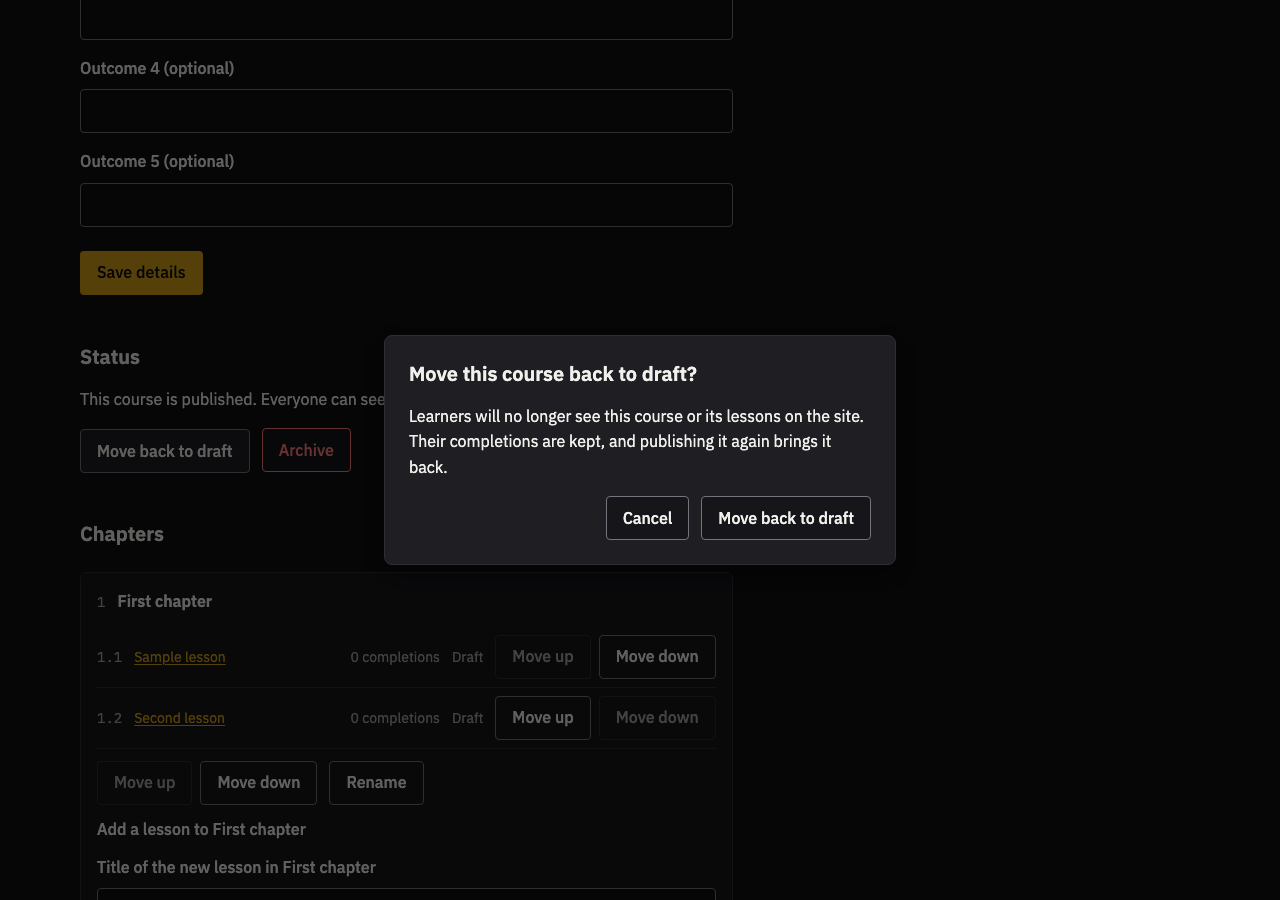 Outcome 4 (optional)
Outcome 5 (optional)
Save details
Status
This course is published. Everyone can see
Move back to draft
Archive
Move this course back to draft?
Learners will no longer see this course or its lessons on the site.
Their completions are kept, and publishing it again brings it
back.
Cancel
Move back to draft
Chapters
1 First chapter
1.1 Sample lesson 0 completions Draft Move up Move down
1.2 Second lesson 0 completions Draft Move up Move down
Move up Move down Rename
Add a lesson to First chapter
Title of the new lesson in First chapter